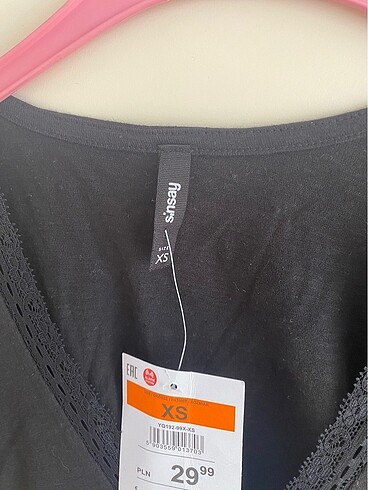 sinsay
SIZE
XS
EAC
XS
YQ192-99X-XS
5 903559 013703
PLN
29 99
€